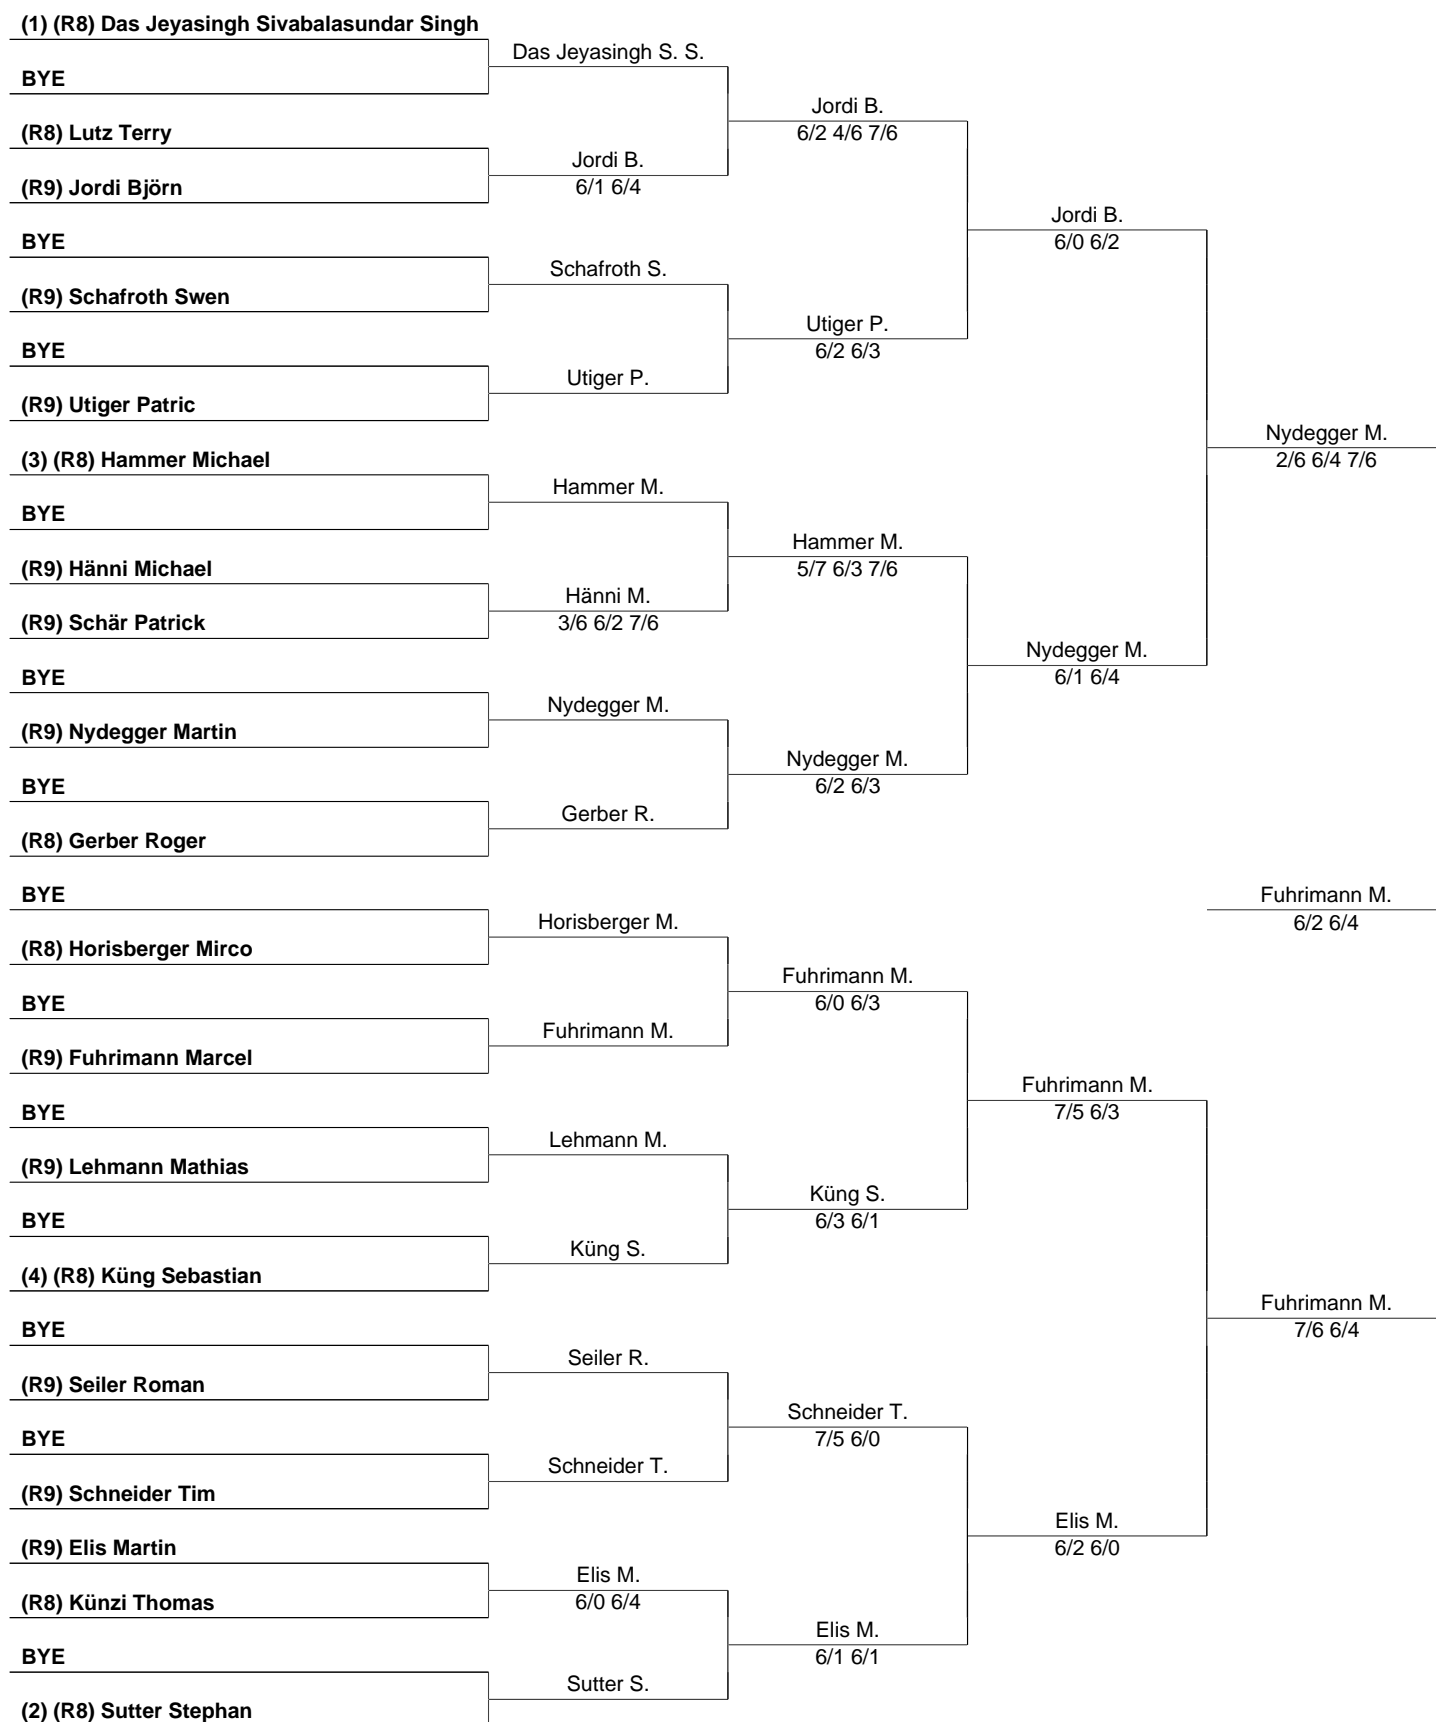 (1) (R8) Das Jeyasingh Sivabalasundar Singh
Das Jeyasingh S. S.
BYE
Jordi B.
6/2 4/6 7/6
(R8) Lutz Terry
Jordi B.
6/1 6/4
(R9) Jordi Björn
Jordi B.
6/0 6/2
BYE
Schafroth S.
(R9) Schafroth Swen
Utiger P.
6/2 6/3
BYE
Utiger P.
(R9) Utiger Patric
Nydegger M.
2/6 6/4 7/6
(3) (R8) Hammer Michael
Hammer M.
BYE
Hammer M.
5/7 6/3 7/6
(R9) Hänni Michael
Hänni M.
3/6 6/2 7/6
(R9) Schär Patrick
Nydegger M.
6/1 6/4
BYE
Nydegger M.
(R9) Nydegger Martin
Nydegger M.
6/2 6/3
BYE
Gerber R.
(R8) Gerber Roger
BYE
Fuhrimann M.
6/2 6/4
Horisberger M.
(R8) Horisberger Mirco
Fuhrimann M.
6/0 6/3
BYE
Fuhrimann M.
(R9) Fuhrimann Marcel
Fuhrimann M.
7/5 6/3
BYE
Lehmann M.
(R9) Lehmann Mathias
Küng S.
6/3 6/1
BYE
Küng S.
(4) (R8) Küng Sebastian
Fuhrimann M.
7/6 6/4
BYE
Seiler R.
(R9) Seiler Roman
Schneider T.
7/5 6/0
BYE
Schneider T.
(R9) Schneider Tim
Elis M.
6/2 6/0
(R9) Elis Martin
Elis M.
6/0 6/4
(R8) Künzi Thomas
Elis M.
6/1 6/1
BYE
Sutter S.
(2) (R8) Sutter Stephan